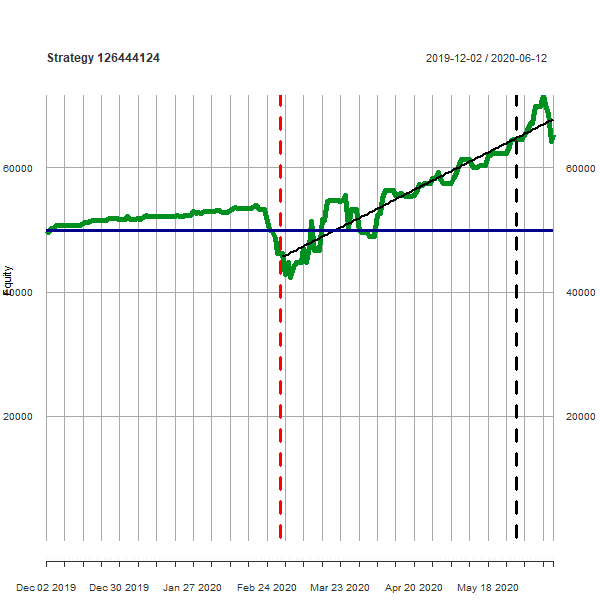 Strategy 126444124
2019-12-02 / 2020-06-12
60000
60000
Equity
40000
40000
20000
20000
Dec 02 2019
Dec 30 2019
Jan 27 2020
Feb 24 2020
Mar 23 2020
Apr 20 2020
May 18 2020